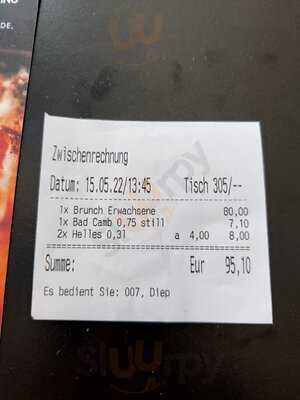 DE,
Zwischenrechnung
Datum: 15.05.22/13:45 Tisch 305/--
1x Brunch Erwachsene 80,00
1x Bad Camb 0,75 still 7,10
2x Helles 0,3l a 4,00 8,00
Summe: Eur 95,10
Es bedient Sie: 007, Diep
sluurpy